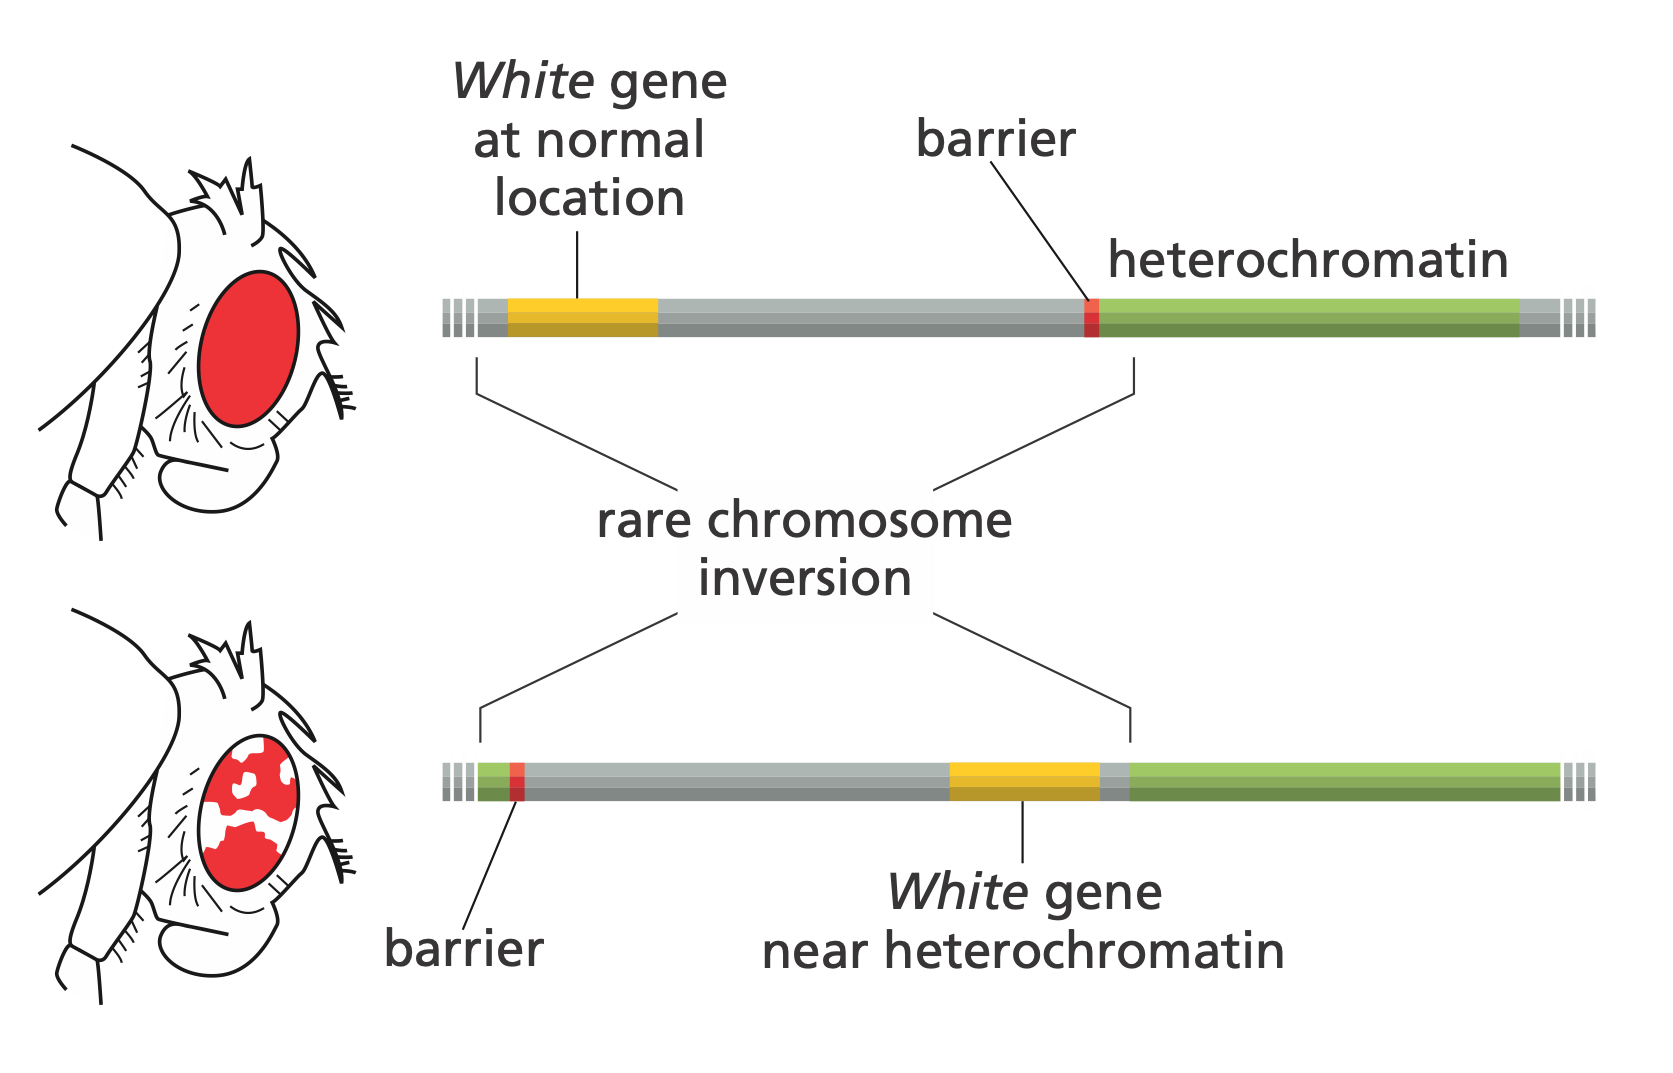 White gene
at normal
location
barrier
heterochromatin
rare chromosome
inversion
barrier
White gene
near heterochromatin